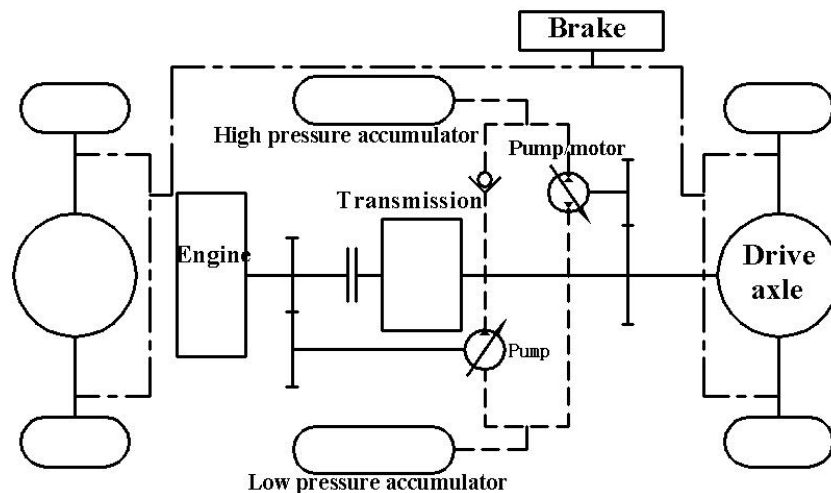 Brake
High pressure accumulator
Pump/motor
Transmission
Engine
Drive
axle
Pump
Low pressure accumulator